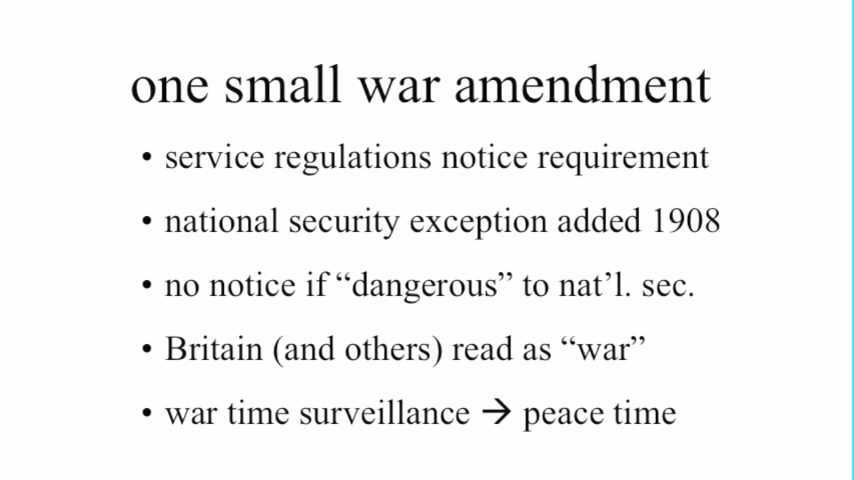 one small war amendment
• service regulations notice requirement
• national security exception added 1908
• no notice if “dangerous” to nat’l. sec.
• Britain (and others) read as “war”
• war time surveillance → peace time